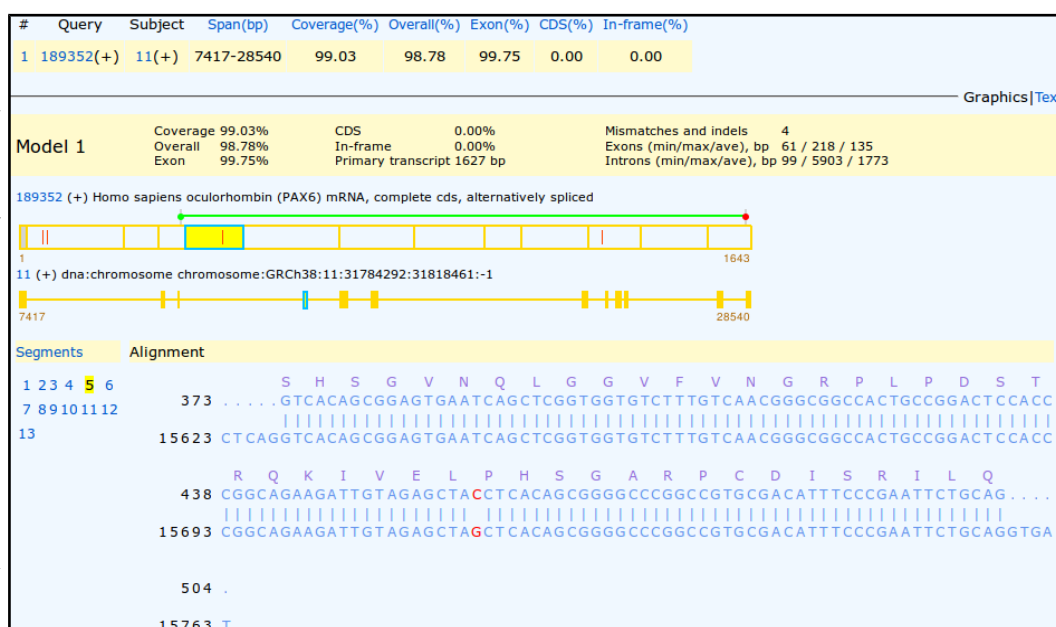 # Query Subject Span(bp) Coverage(%) Overall(%) Exon(%) CDS(%) In-frame(%)
1 189352(+) 11(+) 7417-28540 99.03 98.78 99.75 0.00 0.00
Graphics|Tex
Model 1
Coverage 99.03% CDS 0.00% Mismatches and indels 4
Overall 98.78% In-frame 0.00% Exons (min/max/ave), bp 61 / 218 / 135
Exon 99.75% Primary transcript 1627 bp Introns (min/max/ave), bp 99 / 5903 / 1773
189352 (+) Homo sapiens oculorhombin (PAX6) mRNA, complete cds, alternatively spliced
1 1643
11 (+) dna:chromosome chromosome:GRCh38:11:31784292:31818461:-1
7417 28540
Segments Alignment
1 2 3 4 5 6
7 8 9 10 11 12
13
S H S G V N Q L G G V F V N G R P L P D S T
373 .....GTCACAGCGGAGTGAATCAGCTCGGTGGTGTCTTTGTCAACGGGCGGCCACTGCCGGACTCCACC
15623 CTCAGGTCACAGCGGAGTGAATCAGCTCGGTGGTGTCTTTGTCAACGGGCGGCCACTGCCGGACTCCACC
R Q K I V E L P H S G A R P C D I S R I L Q
438 CGGCAGAAGATTGTAGAGCTACCTCACAGCGGGGCCCGGCCGTGCGACATTTCCCGAATTCTGCAG....
15693 CGGCAGAAGATTGTAGAGCTAGCTCACAGCGGGGCCCGGCCGTGCGACATTTCCCGAATTCTGCAGGTGA
504 .
15763 T